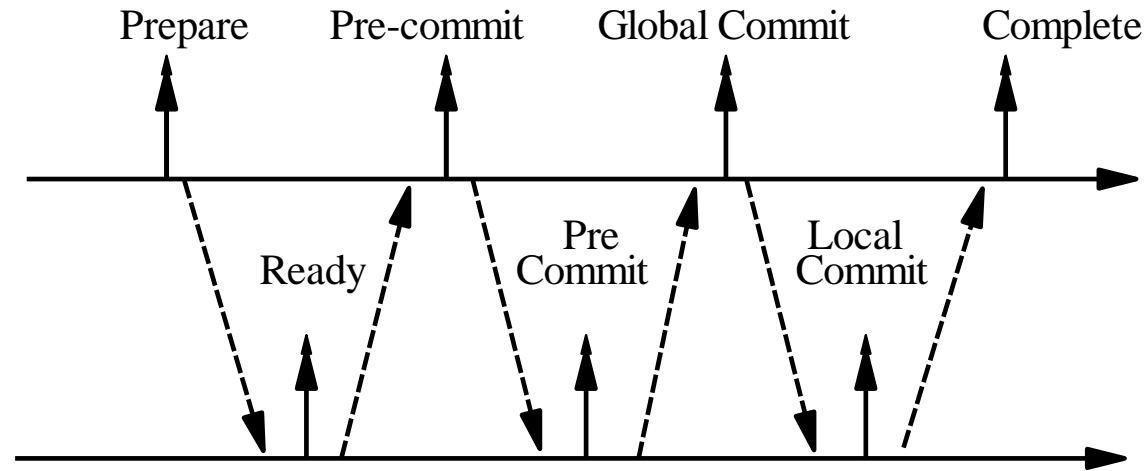 Prepare Pre-commit Global Commit Complete
Ready
Pre
Commit
Local
Commit